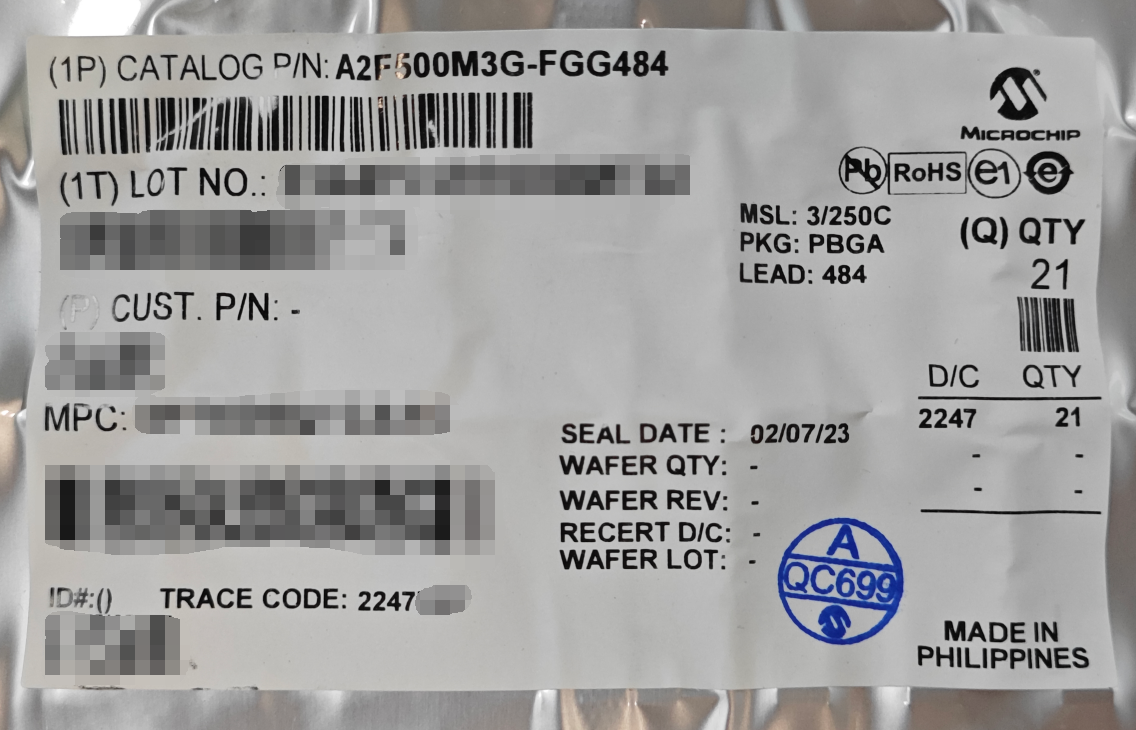 (1P) CATALOG P/N: A2F500M3G-FGG484
MICROCHIP
(1T) LOT NO.:
Pb RoHS e1 e
MSL: 3/250C
PKG: PBGA
LEAD: 484
(Q) QTY
21
(P) CUST. P/N: -
D/C QTY
2247 21
- -
- -
MPC:
SEAL DATE : 02/07/23
WAFER QTY: -
WAFER REV: -
RECERT D/C: -
WAFER LOT: -
A
QC699
ID#:() TRACE CODE: 2247
MADE IN
PHILIPPINES